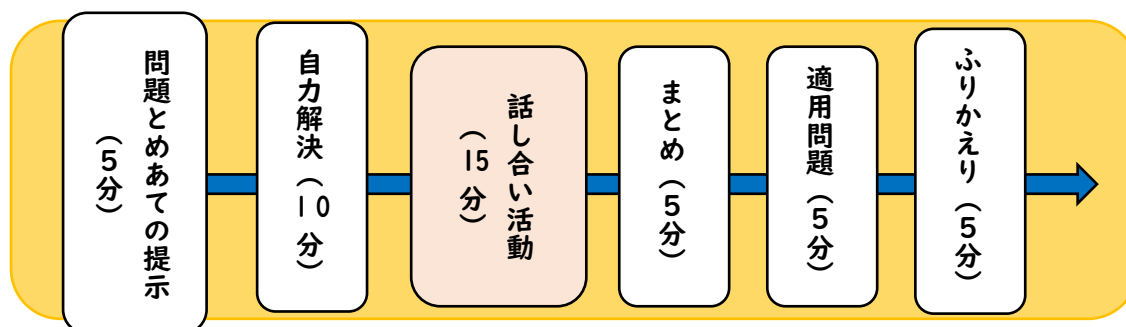 問題とめあての提示
（５分）
自力解決（１０分）
話し合い活動
（15分）
まとめ（５分）
適用問題（５分）
ふりかえり（５分）